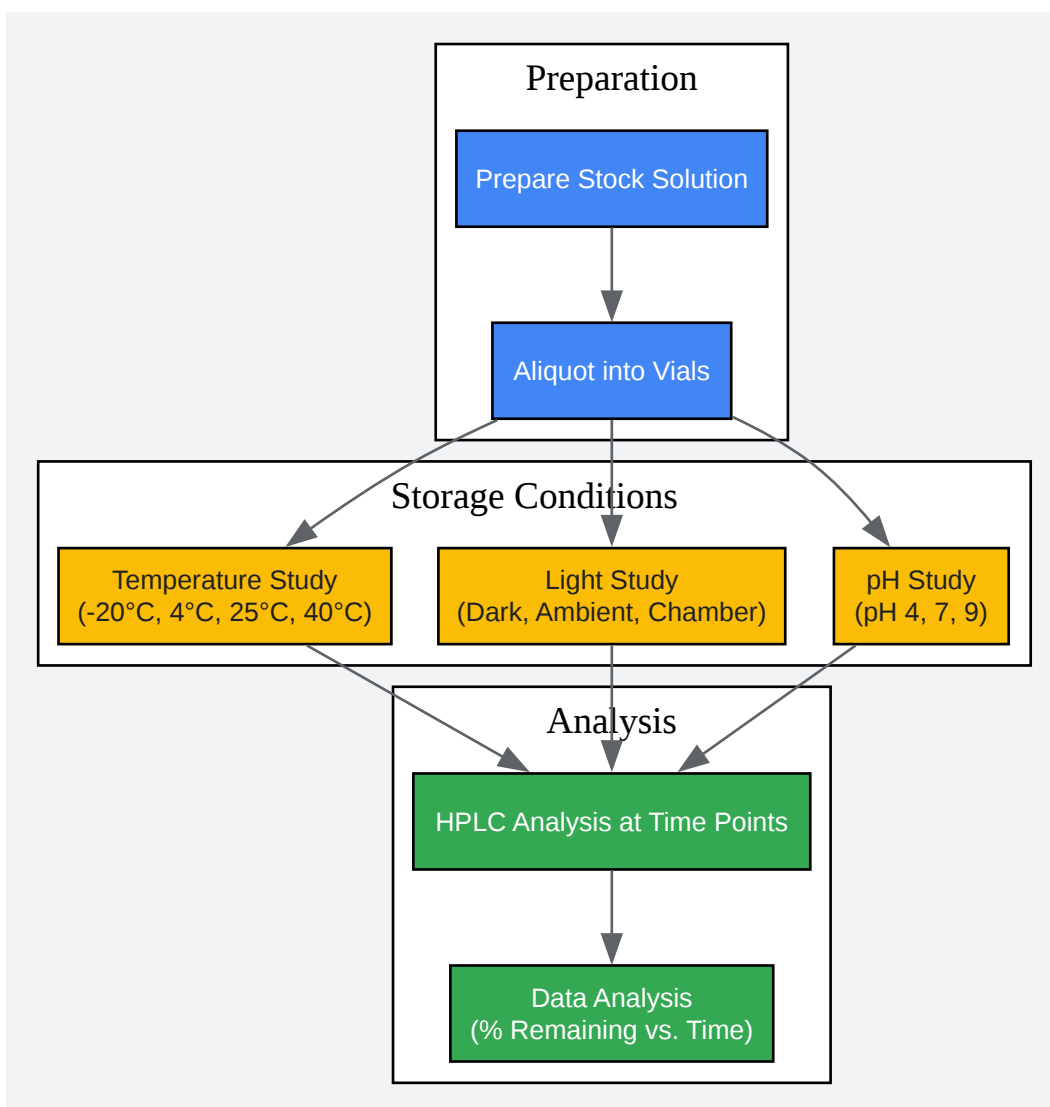 Preparation
Prepare Stock Solution
Aliquot into Vials
Storage Conditions
Temperature Study
(-20°C, 4°C, 25°C, 40°C)
Light Study
(Dark, Ambient, Chamber)
pH Study
(pH 4, 7, 9)
Analysis
HPLC Analysis at Time Points
Data Analysis
(% Remaining vs. Time)